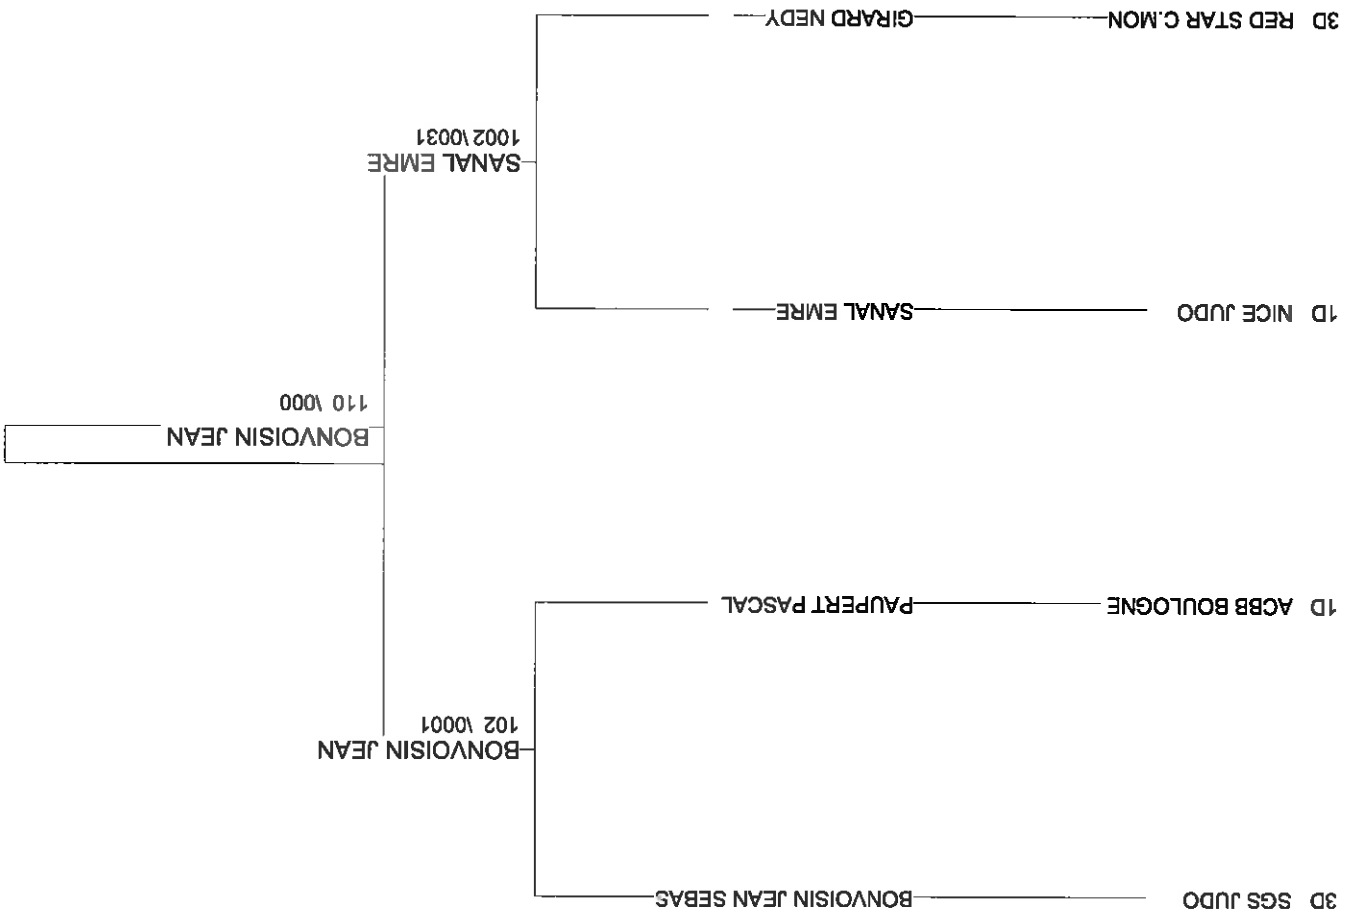 3D SGS JUDO BONVOISIN JEAN SEBAS
BONVOISIN JEAN
102 \0001
1D ACBB BOULOGNE PAUPERT PASCAL
BONVOISIN JEAN
110 \000
1D NICE JUDO SANAL EMRE
SANAL EMRE
1002\0031
3D RED STAR C.MON GIRARD NEDY